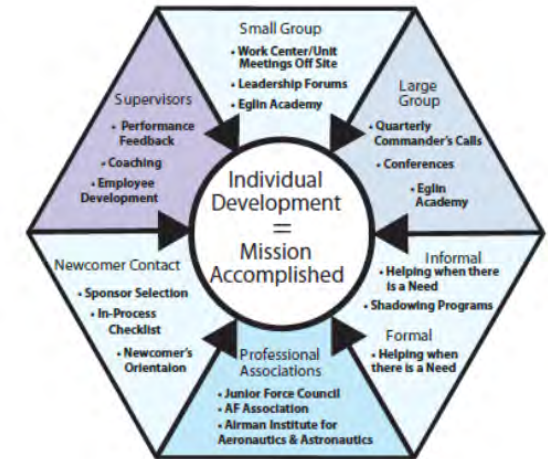 Small Group
• Work Center/Unit
Meetings Off Site
• Leadership Forums
• Eglin Academy
Large
Group
• Quarterly
Commander's Calls
• Conferences
• Eglin
Academy
Informal
• Helping when there
is a Need
• Shadowing Programs
Formal
• Helping when
there is a Need
Professional
Associations
• Junior Force Council
• AF Association
• Airman Institute for
Aeronautics & Astronautics
Newcomer Contact
• Sponsor Selection
• In-Process
Checklist
• Newcomer's
Orientaion
Supervisors
• Performance
Feedback
• Coaching
• Employee
Development
Individual
Development
=
Mission
Accomplished